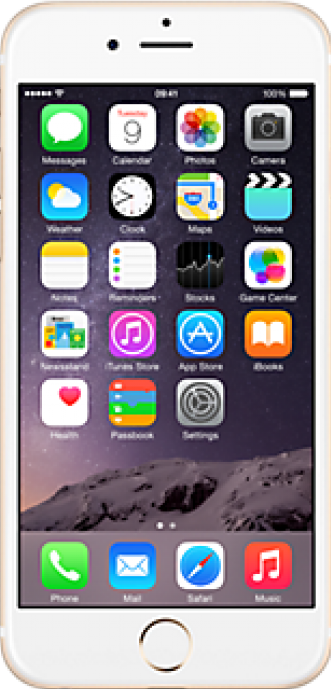 09:41 100%
Tuesday
9
Messages Calendar Photos Camera
Weather Clock Maps Videos
Notes Reminders Stocks Game Center
Newsstand iTunes Store App Store iBooks
Health Passbook Settings
Phone Mail Safari Music